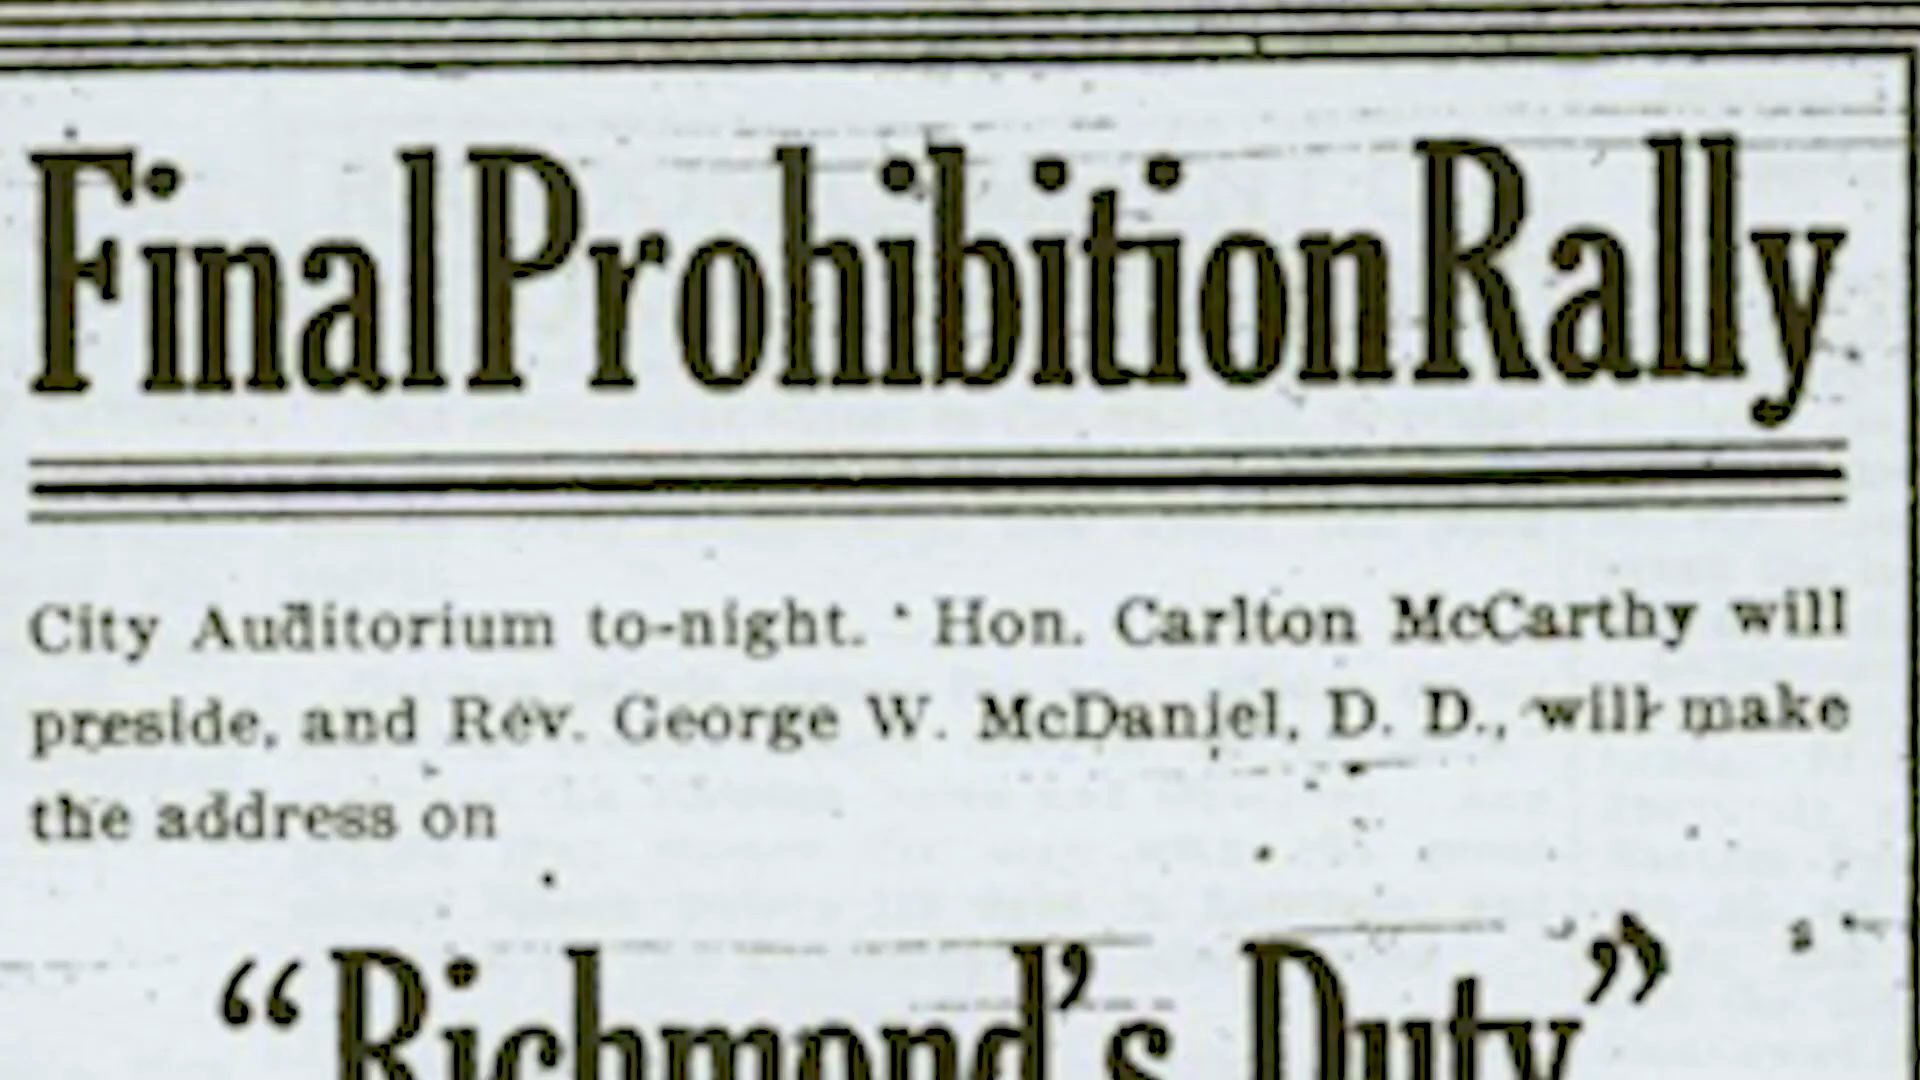 Final Prohibition Rally
City Auditorium to-night. Hon. Carlton McCarthy will
preside, and Rev. George W. McDaniel, D. D., will make
the address on
“Richmond’s Duty”